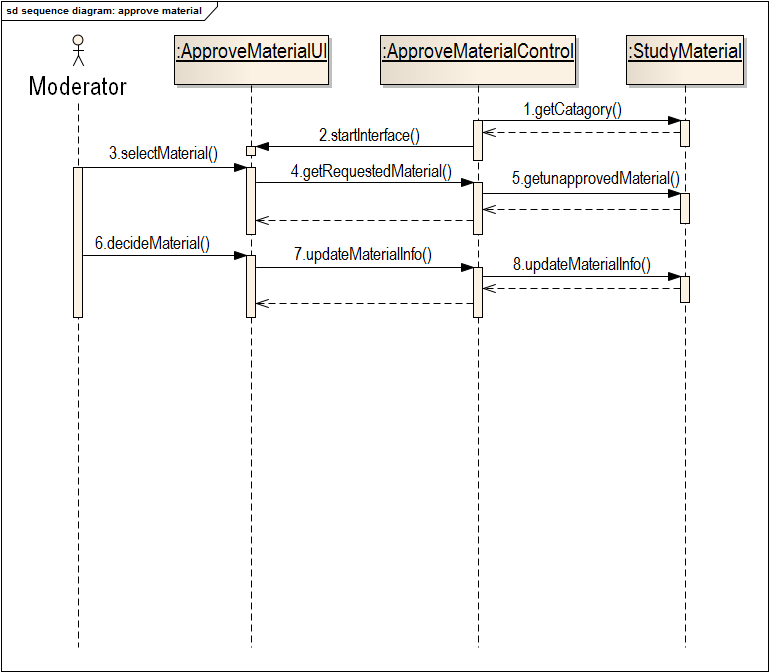 sd sequence diagram: approve material
Moderator
:ApproveMaterialUI
:ApproveMaterialControl
:StudyMaterial
1.getCatagory()
2.startInterface()
3.selectMaterial()
4.getRequestedMaterial()
5.getunapprovedMaterial()
6.decideMaterial()
7.updateMaterialInfo()
8.updateMaterialInfo()